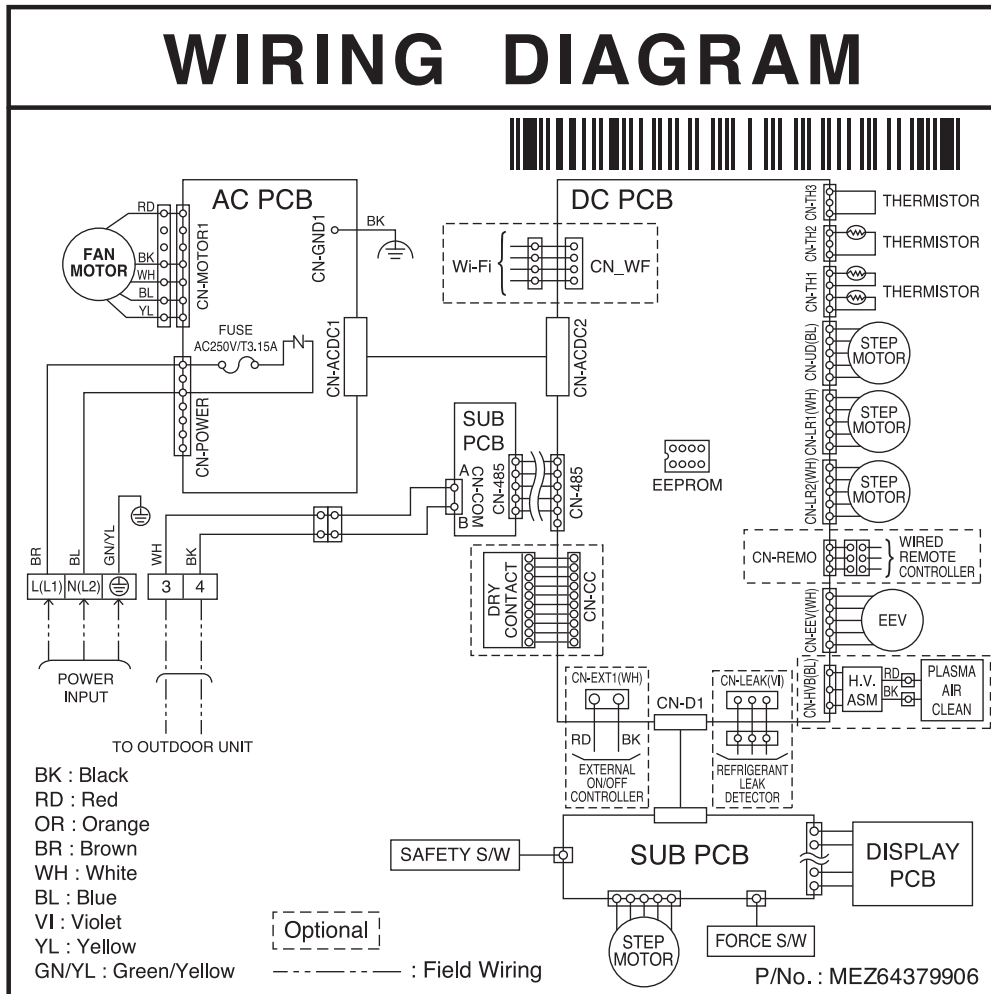 WIRING DIAGRAM
AC PCB
RD
FAN
MOTOR
BK
WH
BL
YL
CN-MOTOR1
CN-GND1
BK
FUSE
AC250V/T3.15A
N
CN-ACDC1
CN-POWER
DC PCB
Wi-Fi
CN_WF
CN-ACDC2
SUB
PCB
A
B
CN-COM
CN-485
CN-485
EEPROM
DRY
CONTACT
CN-CC
CN-TH3
THERMISTOR
CN-TH2
THERMISTOR
CN-TH1
THERMISTOR
CN-UD(BL)
STEP
MOTOR
CN-LR1(WH)
STEP
MOTOR
CN-LR2(WH)
STEP
MOTOR
CN-REMO
WIRED
REMOTE
CONTROLLER
CN-EEV(WH)
EEV
CN-HVB(BL)
H.V.
ASM
RD
BK
PLASMA
AIR
CLEAN
BR
BL
GN/YL
WH
BK
L(L1)
N(L2)
3
4
POWER
INPUT
TO OUTDOOR UNIT
CN-EXT1(WH)
RD
BK
EXTERNAL
ON/OFF
CONTROLLER
CN-D1
CN-LEAK(VI)
REFRIGERANT
LEAK
DETECTOR
SAFETY S/W
SUB PCB
DISPLAY
PCB
STEP
MOTOR
FORCE S/W
BK : Black
RD : Red
OR : Orange
BR : Brown
WH : White
BL : Blue
VI : Violet
YL : Yellow
GN/YL : Green/Yellow
Optional
: Field Wiring
P/No. : MEZ64379906